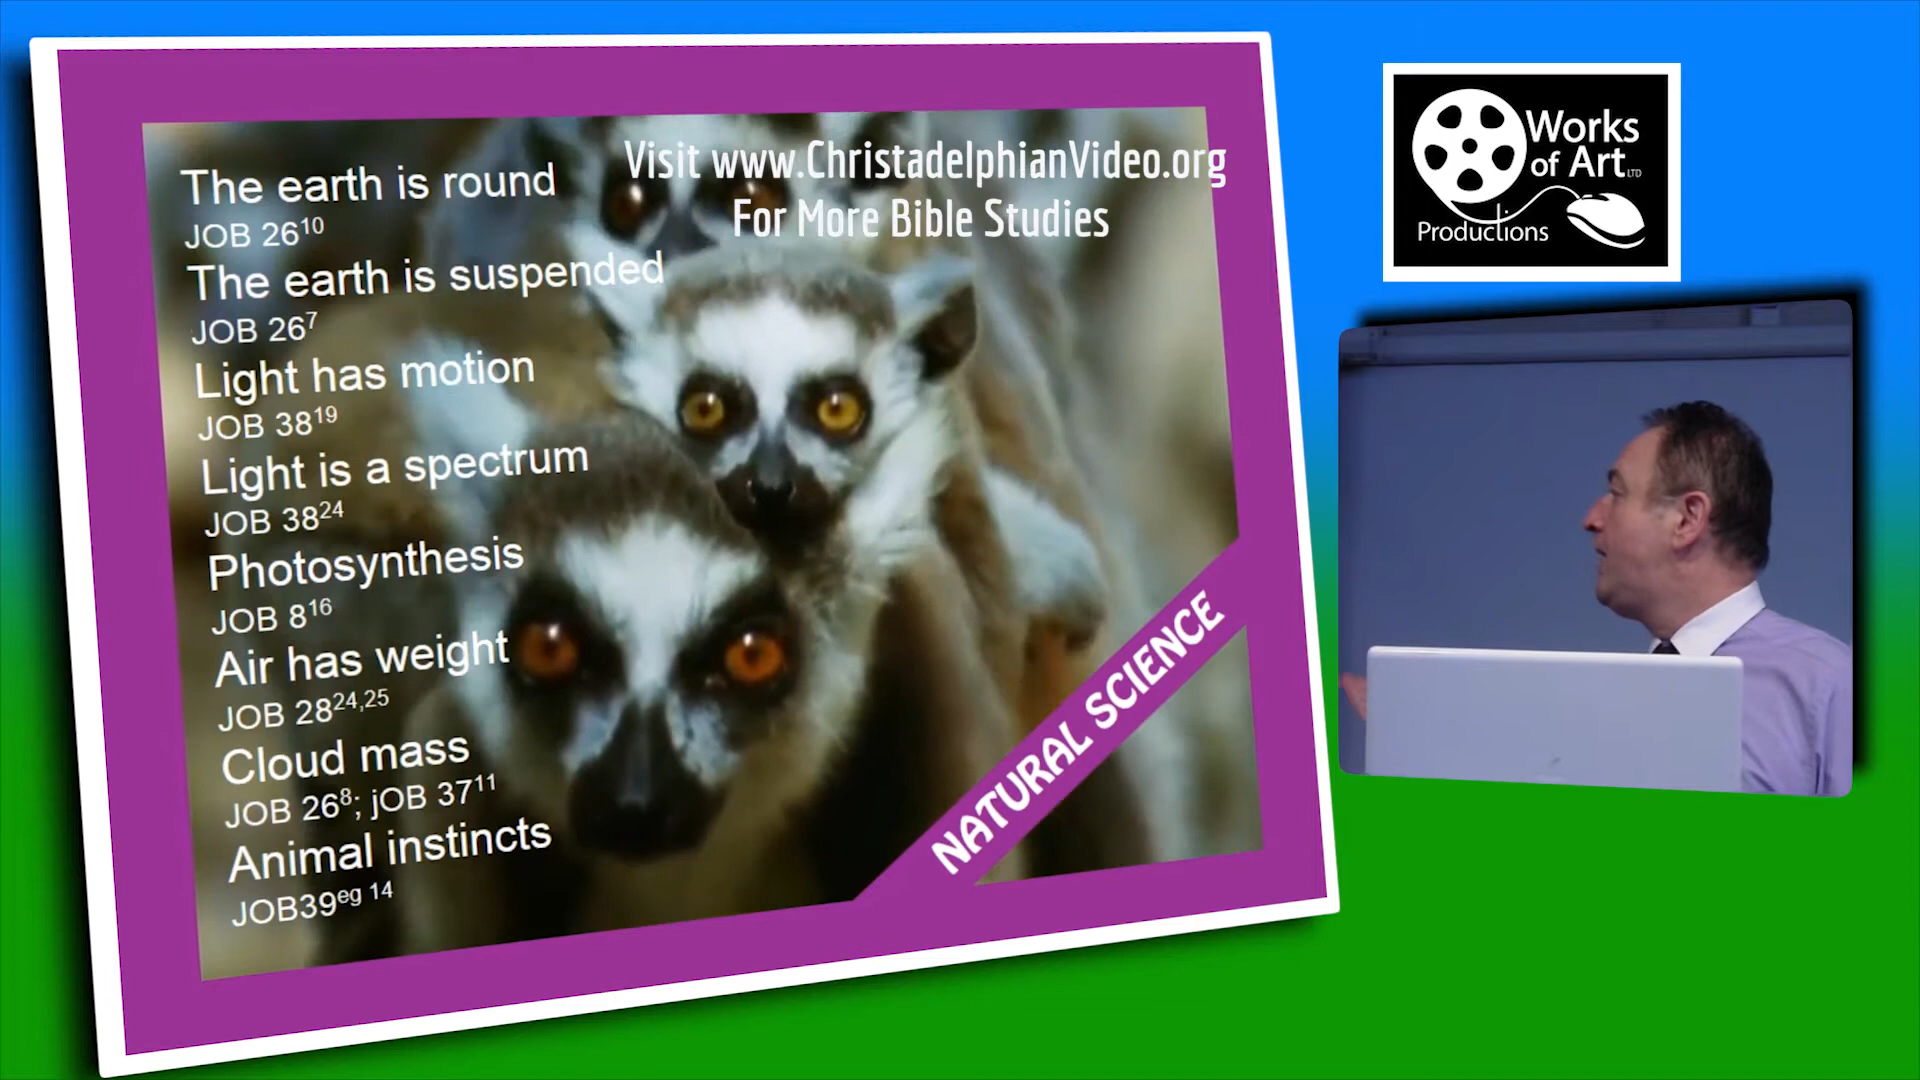 The earth is round
JOB 26¹⁰
The earth is suspended
JOB 26⁷
Light has motion
JOB 38¹⁹
Light is a spectrum
JOB 38²⁴
Photosynthesis
JOB 8¹⁶
Air has weight
JOB 28²⁴,²⁵
Cloud mass
JOB 26⁸; jOB 37¹¹
Animal instincts
JOB39ᵉᵍ ¹⁴
NATURAL SCIENCE
Visit www.ChristadelphianVideo.org
For More Bible Studies
Works
of Art LTD
Productions